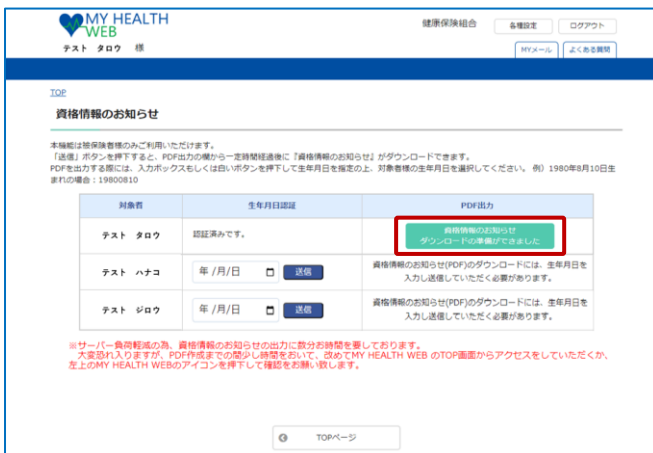 MY HEALTH
WEB
健康保険組合
各種設定
ログアウト
テスト タロウ 様
MYメール
よくある質問
TOP
資格情報のお知らせ
本機能は被保険者様のみご利用いただけます。
「送信」ボタンを押下すると、PDF出力の欄から一定時間経過後に『資格情報のお知らせ』がダウンロードできます。
PDFを出力する際には、入力ボックスもしくは白いボタンを押下して生年月日を指定の上、対象者様の生年月日を選択してください。 例）1980年8月10日生
まれの場合：19800810
対象者
生年月日認証
PDF出力
テスト タロウ
認証済みです。
資格情報のお知らせ
ダウンロードの準備ができました
テスト ハナコ
年 /月/日
送信
資格情報のお知らせ(PDF)のダウンロードには、生年月日を
入力し送信していただく必要があります。
テスト ジロウ
年 /月/日
送信
資格情報のお知らせ(PDF)のダウンロードには、生年月日を
入力し送信していただく必要があります。
※サーバー負荷軽減の為、資格情報のお知らせの出力に数分お時間を要しております。
大変恐れ入りますが、PDF作成までの間少し時間をおいて、改めてMY HEALTH WEB のTOP画面からアクセスをしていただくか、
左上のMY HEALTH WEBのアイコンを押下して確認をお願い致します。
TOPページ